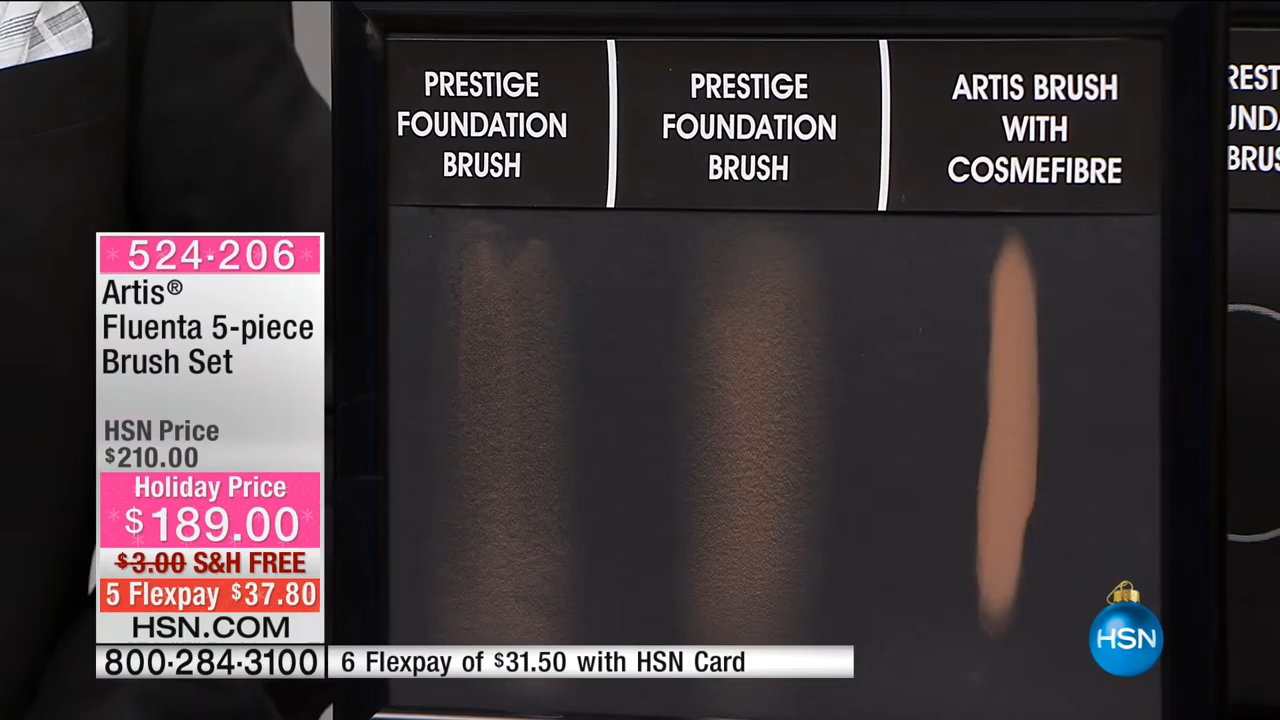 PRESTIGE
FOUNDATION
BRUSH
PRESTIGE
FOUNDATION
BRUSH
ARTIS BRUSH
WITH
COSMEFIBRE
524-206
Artis®
Fluenta 5-piece
Brush Set
HSN Price
$210.00
Holiday Price
$189.00
$3.00 S&H FREE
5 Flexpay $37.80
HSN.COM
800-284-3100
6 Flexpay of $31.50 with HSN Card
HSN